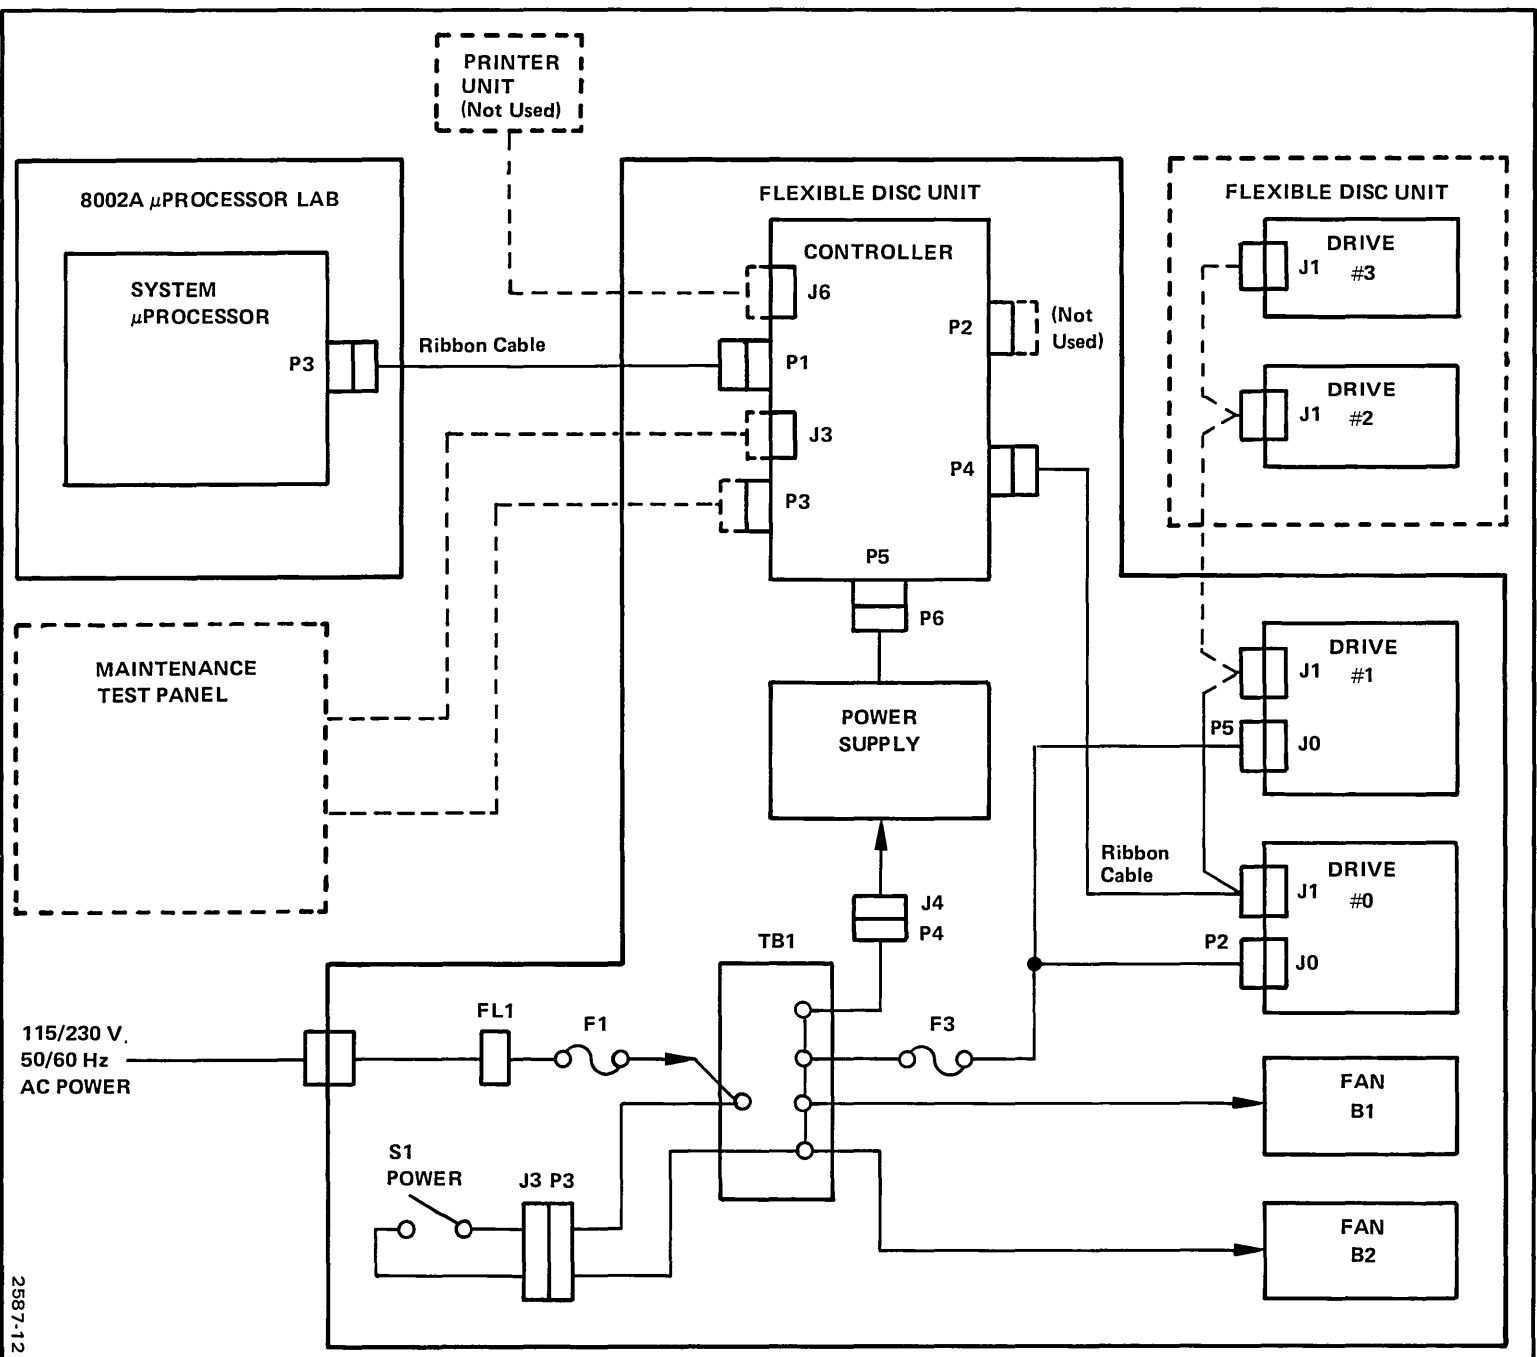 PRINTER
UNIT
(Not Used)
8002A µPROCESSOR LAB
SYSTEM
µPROCESSOR
P3
Ribbon Cable
FLEXIBLE DISC UNIT
CONTROLLER
J6
P1
J3
P3
P2
(Not
Used)
P4
P5
P6
FLEXIBLE DISC UNIT
DRIVE
#3
J1
DRIVE
#2
J1
MAINTENANCE
TEST PANEL
POWER
SUPPLY
DRIVE
#1
J1
P5
J0
Ribbon
Cable
DRIVE
#0
J1
P2
J0
J4
P4
TB1
115/230 V,
50/60 Hz
AC POWER
FL1
F1
F3
FAN
B1
S1
POWER
J3 P3
FAN
B2
2587-12